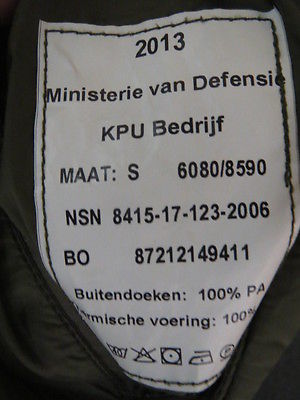 2013
Ministerie van Defensie
KPU Bedrijf
MAAT: S 6080/8590
NSN 8415-17-123-2006
BO 87212149411
Buitendoeken: 100% PA
ermische voering: 100%